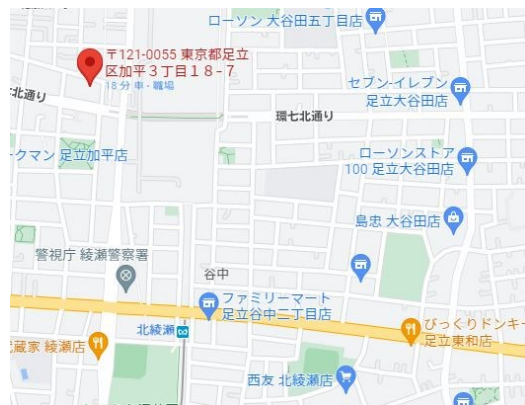 ローソン 大谷田五丁目店
〒121-0055 東京都足立
区加平3丁目18−7
18 分 車 - 職場
セブン-イレブン
足立大谷田店
七北通り
環七北通り
ークマン 足立加平店
ローソンストア
100 足立大谷田店
島忠 大谷田店
警視庁 綾瀬警察署
谷中
ファミリーマート
足立谷中二丁目店
北綾瀬
びっくりドンキー
足立東和店
武蔵家 綾瀬店
西友 北綾瀬店